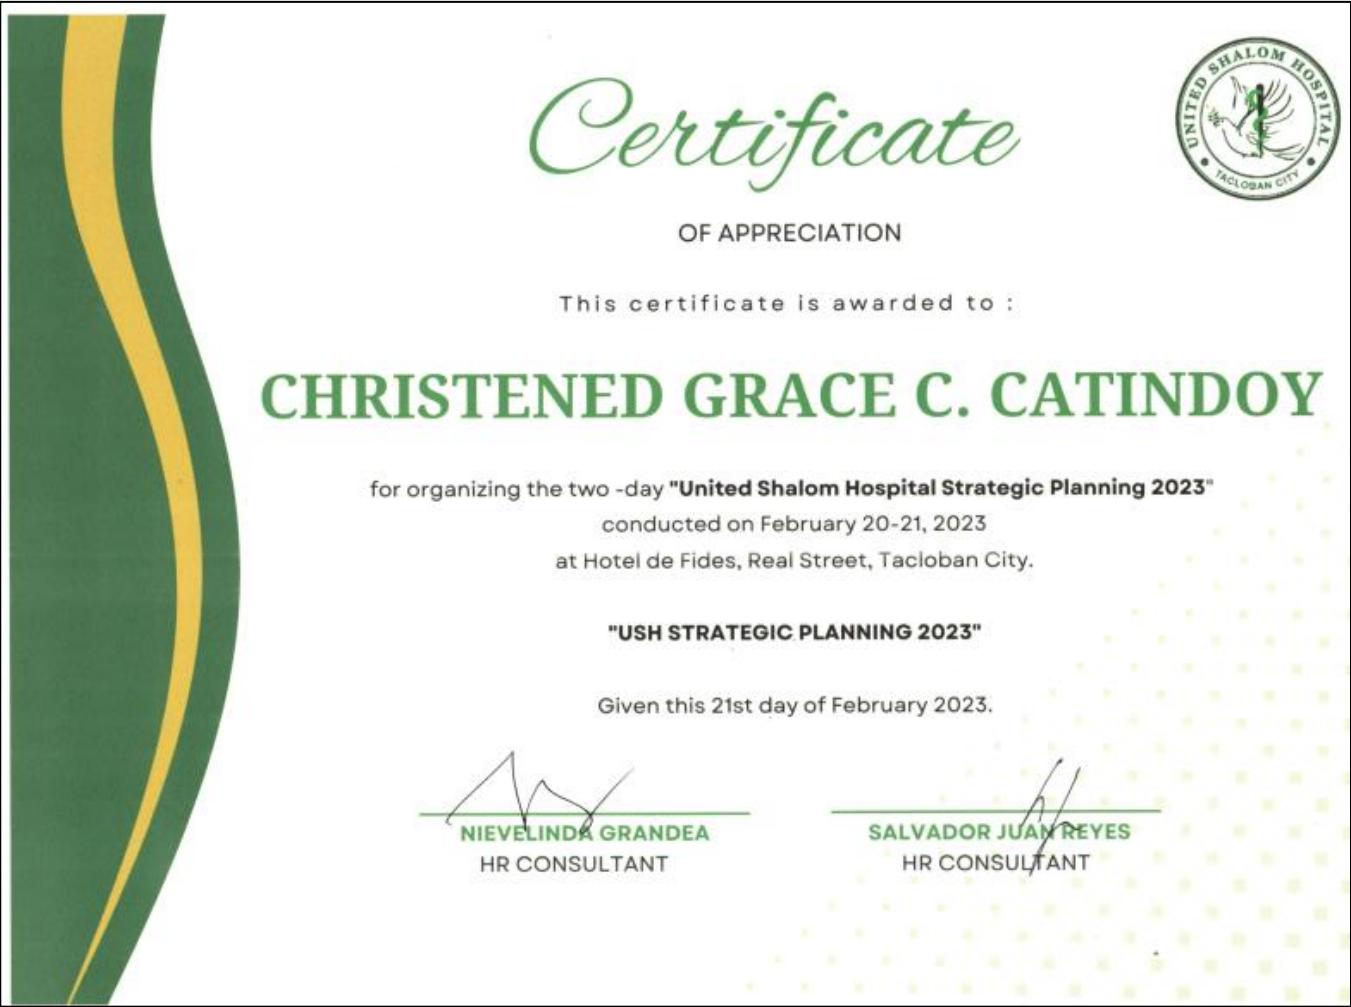 Certificate
UNITED SHALOM HOSPITAL
TACLOBAN CITY
OF APPRECIATION
This certificate is awarded to :
CHRISTENED GRACE C. CATINDOY
for organizing the two -day "United Shalom Hospital Strategic Planning 2023"
conducted on February 20-21, 2023
at Hotel de Fides, Real Street, Tacloban City.
"USH STRATEGIC PLANNING 2023"
Given this 21st day of February 2023.
NIEVELINDA GRANDEA
HR CONSULTANT
SALVADOR JUAN REYES
HR CONSULTANT